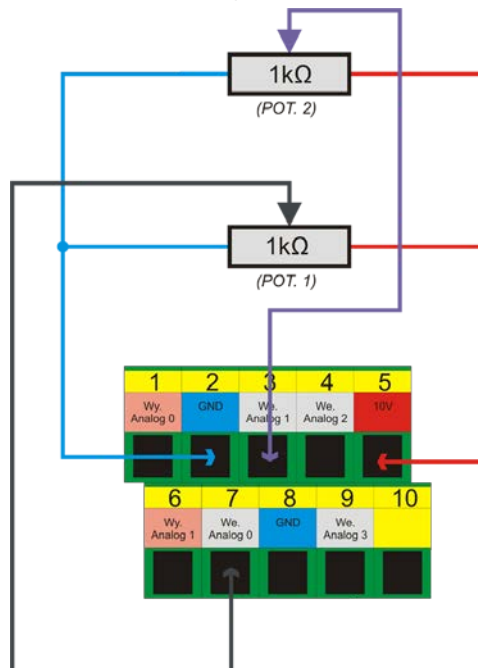 1kΩ
(POT. 2)
1kΩ
(POT. 1)
1 2 3 4 5
Wy. Analog 0
GND
We. Analog 1
We. Analog 2
10V
6 7 8 9 10
Wy. Analog 1
We. Analog 0
GND
We. Analog 3